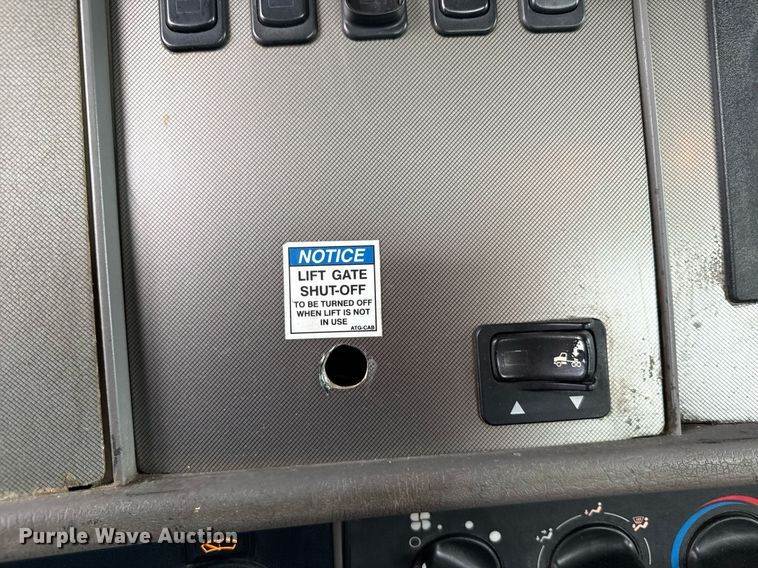 NOTICE
LIFT GATE
SHUT-OFF
TO BE TURNED OFF
WHEN LIFT IS NOT
IN USE
ATG-CAB
Purple Wave Auction